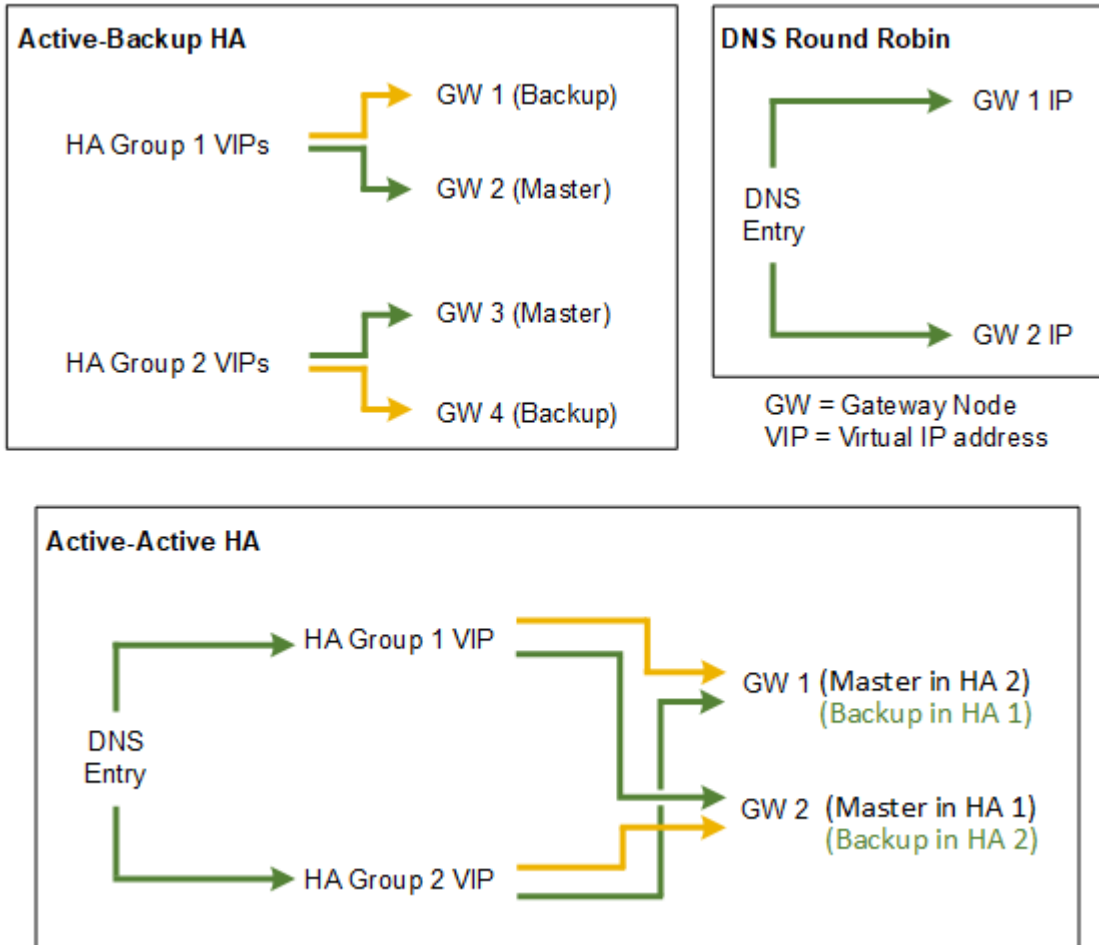 Active-Backup HA
HA Group 1 VIPs
GW 1 (Backup)
GW 2 (Master)
HA Group 2 VIPs
GW 3 (Master)
GW 4 (Backup)
DNS Round Robin
DNS
Entry
GW 1 IP
GW 2 IP
GW = Gateway Node
VIP = Virtual IP address
Active-Active HA
DNS
Entry
HA Group 1 VIP
HA Group 2 VIP
GW 1 (Master in HA 2)
(Backup in HA 1)
GW 2 (Master in HA 1)
(Backup in HA 2)